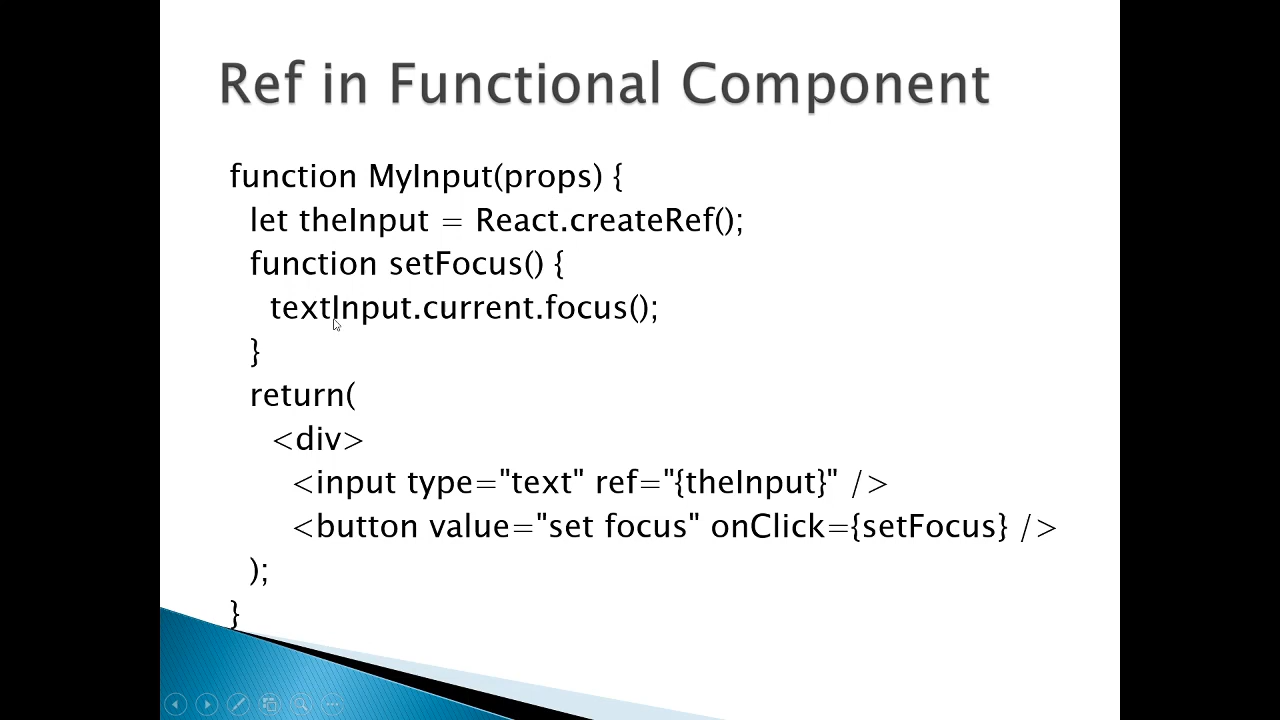 Ref in Functional Component
function MyInput(props) {
let theInput = React.createRef();
function setFocus() {
textInput.current.focus();
}
return(
<div>
<input type="text" ref="{theInput}" />
<button value="set focus" onClick={setFocus} />
);
}